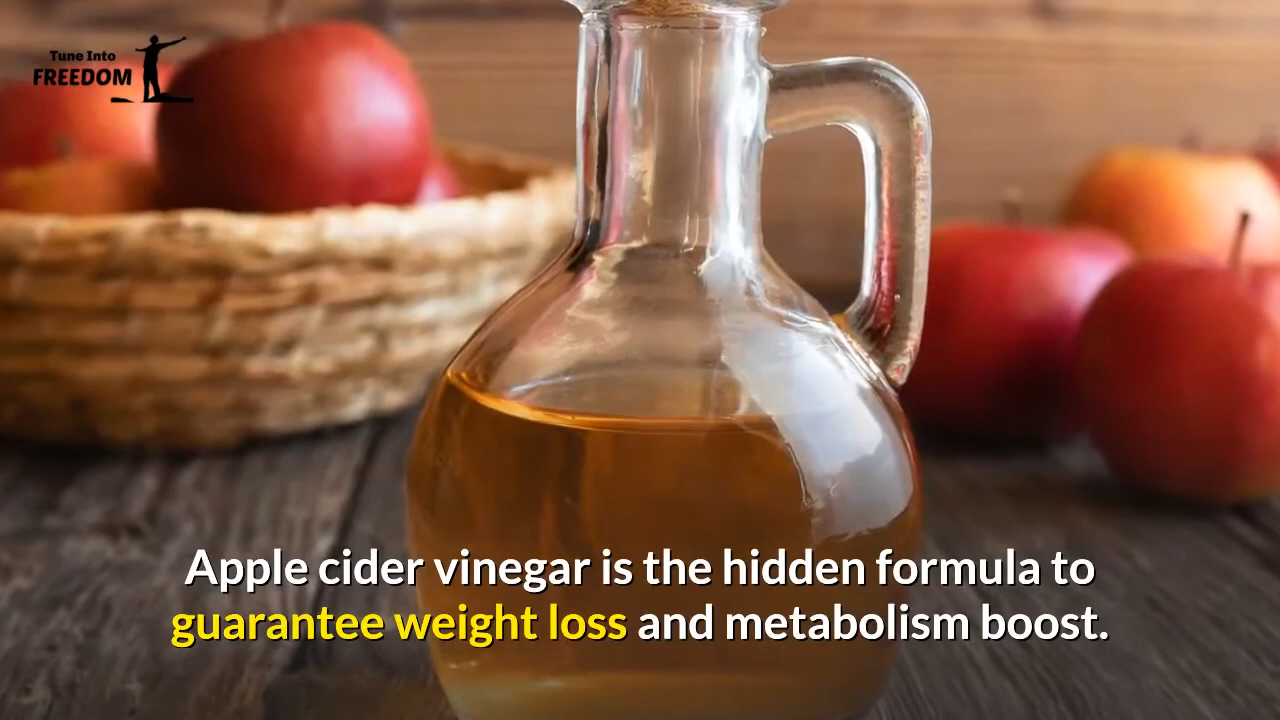 Tune Into
FREEDOM
Apple cider vinegar is the hidden formula to
guarantee weight loss and metabolism boost.